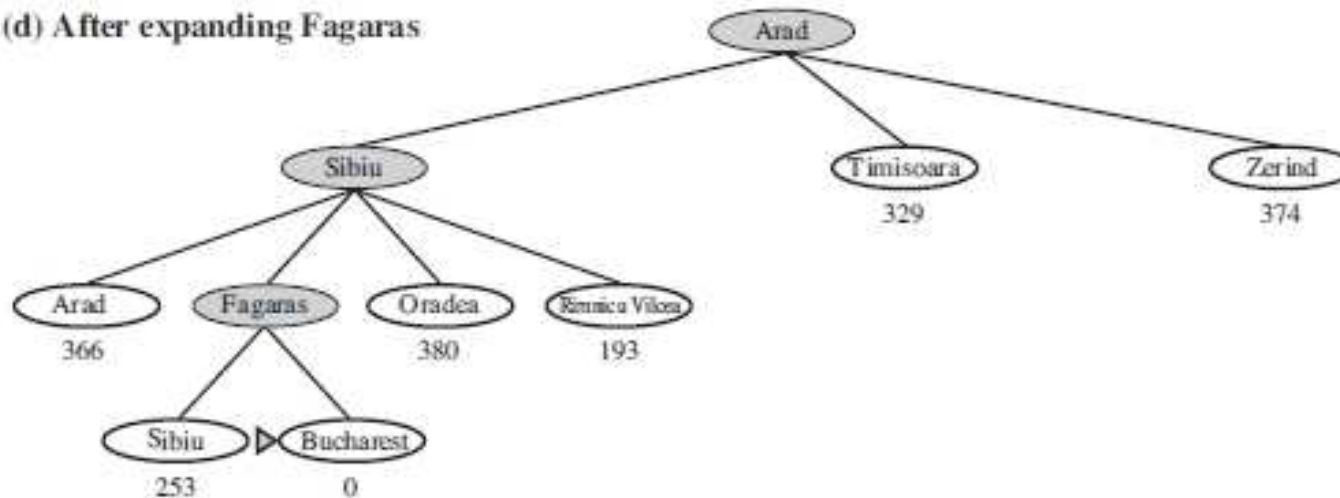 (d) After expanding Fagaras
Arad
Sibiu Timisoara Zerind
329 374
Arad Fagaras Oradea Rimnicu Vilcea
366 380 193
Sibiu Bucharest
253 0